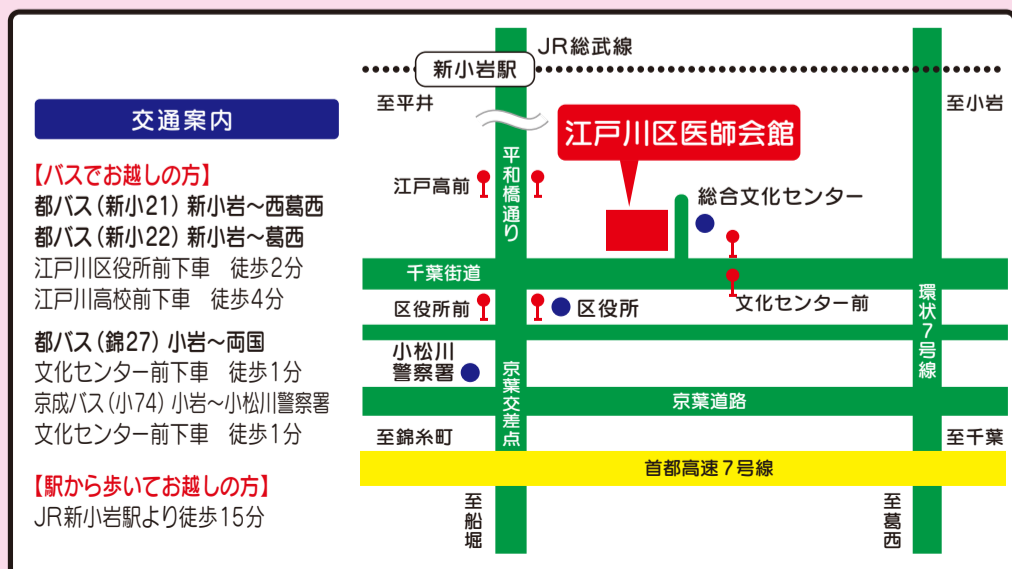 交通案内
【バスでお越しの方】
都バス(新小21) 新小岩～西葛西
都バス(新小22) 新小岩～葛西
江戸川区役所前下車　徒歩2分
江戸川高校前下車　徒歩4分
都バス(錦27) 小岩～両国
文化センター前下車　徒歩1分
京成バス(小74) 小岩～小松川警察署
文化センター前下車　徒歩1分
【駅から歩いてお越しの方】
JR新小岩駅より徒歩15分
JR総武線
新小岩駅
至平井
至小岩
江戸川区医師会館
平和橋通り
江戸高前
総合文化センター
千葉街道
区役所前
区役所
文化センター前
環状7号線
小松川
警察署
京葉交差点
京葉道路
至錦糸町
至千葉
首都高速7号線
至船堀
至葛西